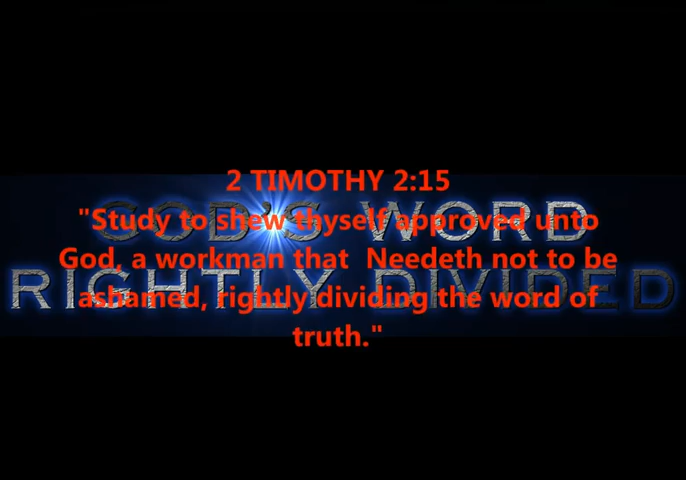 2 TIMOTHY 2:15
"Study to shew thyself approved unto
God, a workman that  Needeth not to be
ashamed, rightly dividing the word of
truth."
GOD'S WORD
RIGHTLY DIVIDED